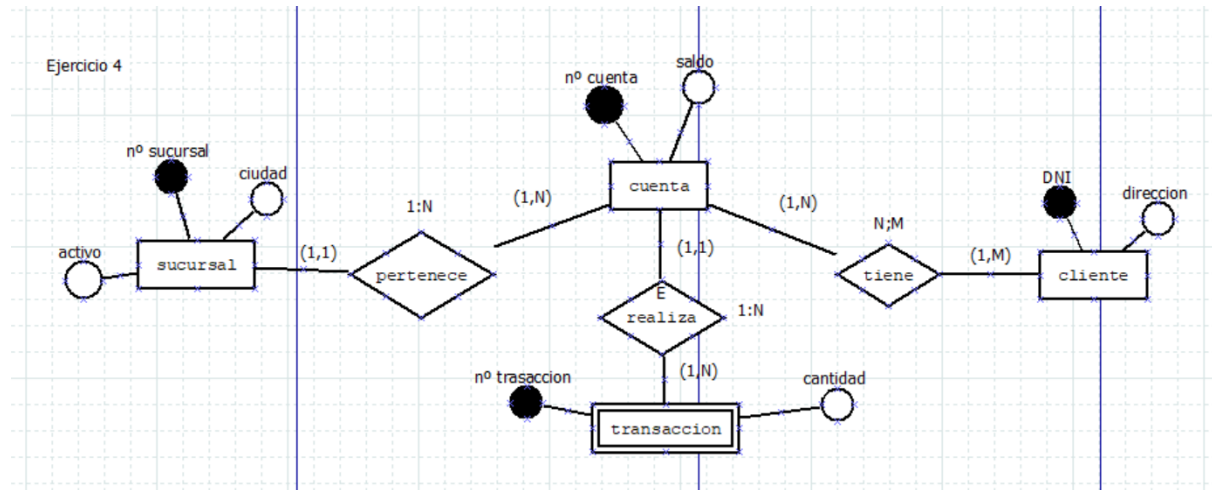 Ejercicio 4
nº cuenta
saldo
nº sucursal
ciudad
activo
sucursal
(1,1)
1:N
pertenece
(1,N)
cuenta
(1,N)
(1,1)
N;M
tiene
(1,M)
DNI
direccion
cliente
E
realiza
1:N
(1,N)
nº trasaccion
cantidad
transaccion